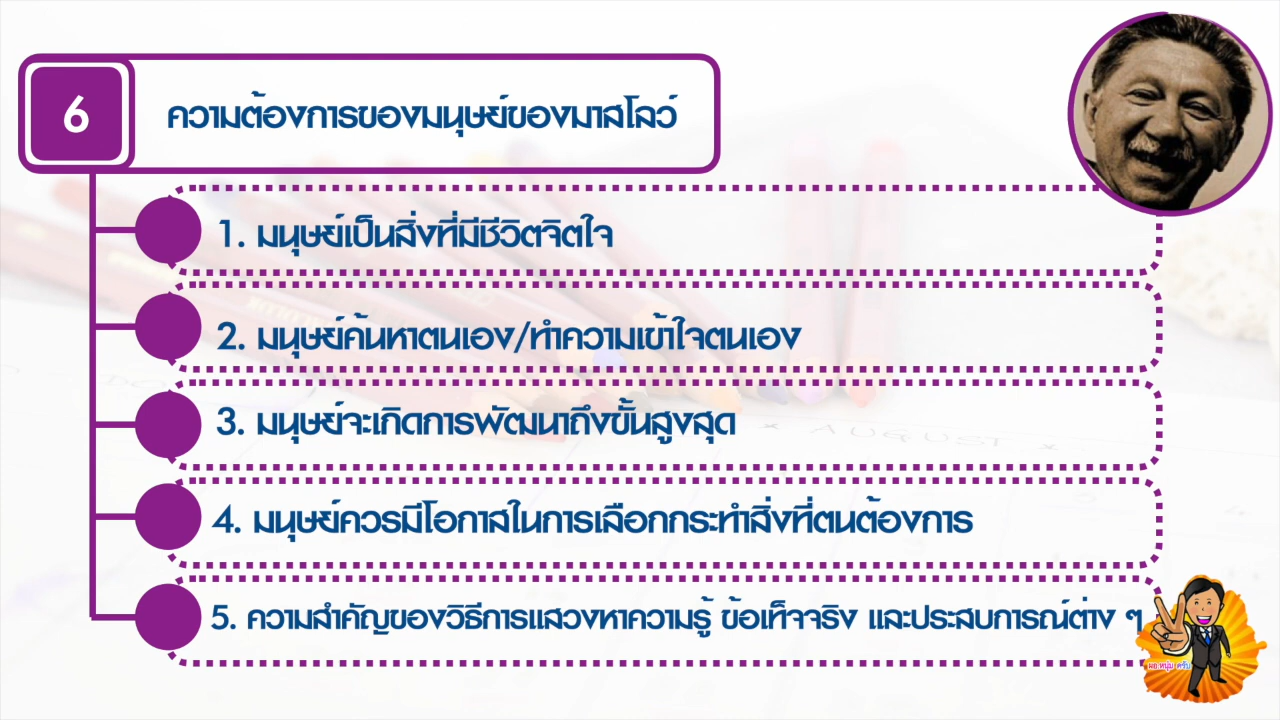 6
ความต้องการของมนุษย์ของมาสโลว์
1. มนุษย์เป็นสิ่งที่มีชีวิตจิตใจ
2. มนุษย์ค้นหาตนเอง/ทำความเข้าใจตนเอง
3. มนุษย์จะเกิดการพัฒนาถึงขั้นสูงสุด
4. มนุษย์ควรมีโอกาสในการเลือกกระทำสิ่งที่ตนต้องการ
5. ความสำคัญของวิธีการแสวงหาความรู้ ข้อเท็จจริง และประสบการณ์ต่าง ๆ
ผอ.หนุ่ม ครับ
AUGUST